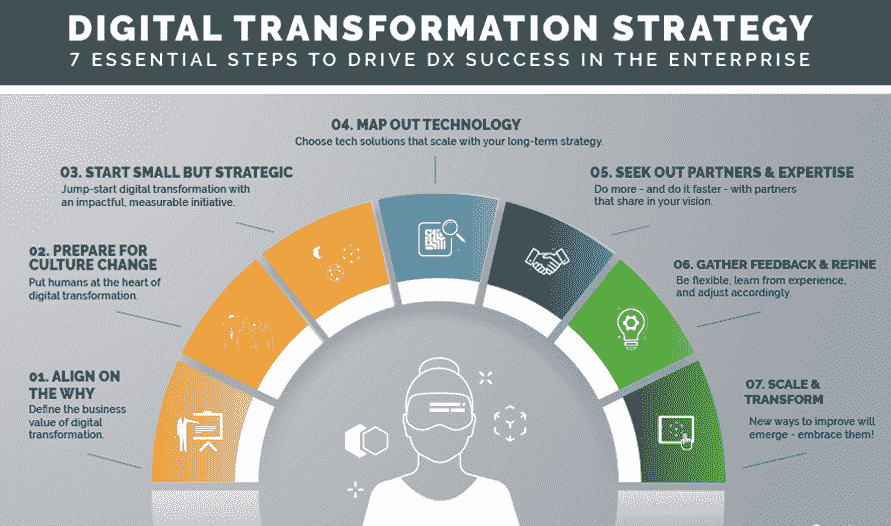 DIGITAL TRANSFORMATION STRATEGY
7 ESSENTIAL STEPS TO DRIVE DX SUCCESS IN THE ENTERPRISE
01. ALIGN ON
THE WHY
Define the business
value of digital
transformation.
02. PREPARE FOR
CULTURE CHANGE
Put humans at the heart of
digital transformation.
03. START SMALL BUT STRATEGIC
Jump-start digital transformation with
an impactful, measurable initiative.
04. MAP OUT TECHNOLOGY
Choose tech solutions that scale with your long-term strategy.
05. SEEK OUT PARTNERS & EXPERTISE
Do more - and do it faster - with partners
that share in your vision.
06. GATHER FEEDBACK & REFINE
Be flexible, learn from experience,
and adjust accordingly.
07. SCALE &
TRANSFORM
New ways to improve will
emerge - embrace them!